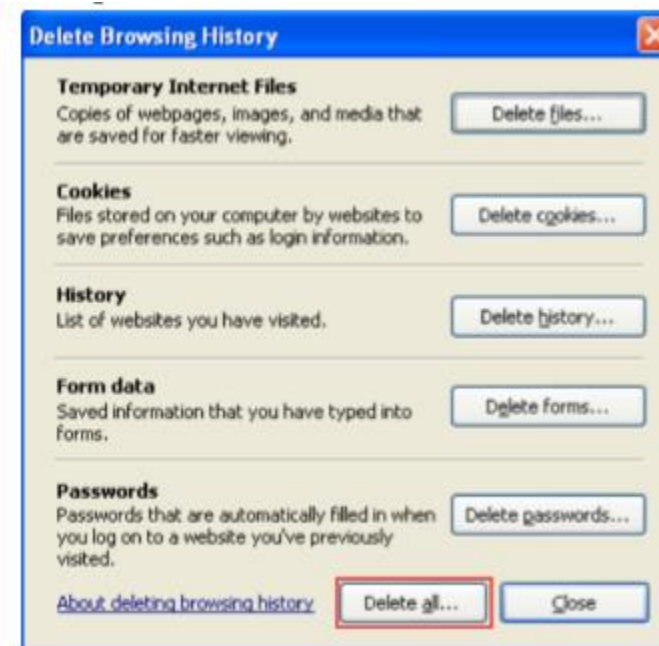 Delete Browsing History
Temporary Internet Files
Copies of webpages, images, and media that
are saved for faster viewing.
Delete files...
Cookies
Files stored on your computer by websites to
save preferences such as login information.
Delete cookies...
History
List of websites you have visited.
Delete history...
Form data
Saved information that you have typed into
forms.
Delete forms...
Passwords
Passwords that are automatically filled in when
you log on to a website you've previously
visited.
Delete passwords...
About deleting browsing history
Delete all...
Close